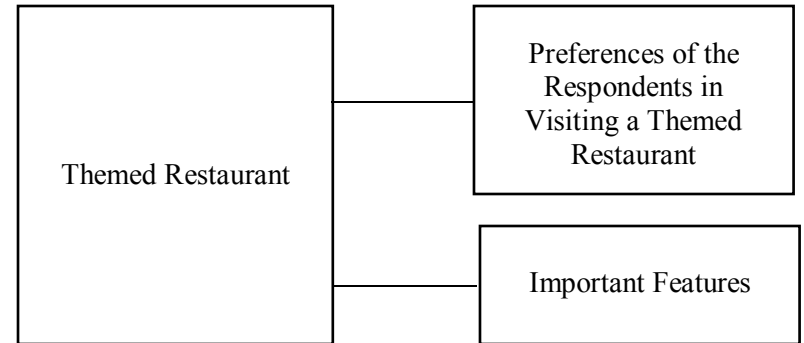 Themed Restaurant
Preferences of the
Respondents in
Visiting a Themed
Restaurant
Important Features